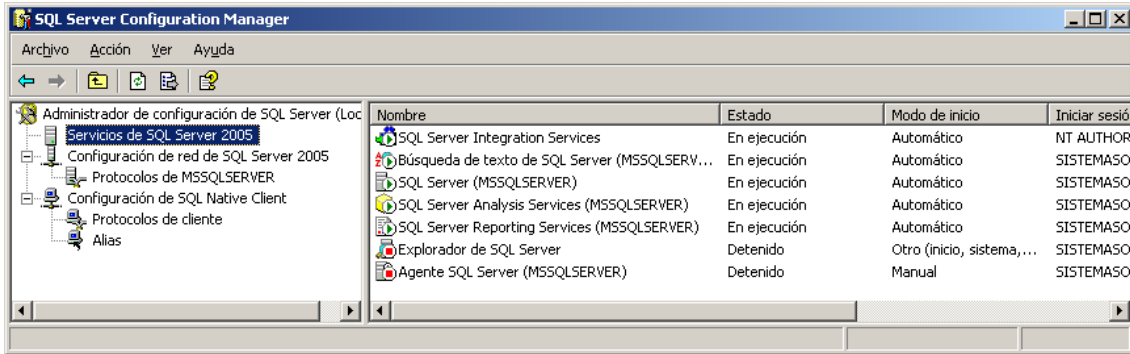 SQL Server Configuration Manager
Archivo Acción Ver Ayuda
Administrador de configuración de SQL Server (Loc
Servicios de SQL Server 2005
Configuración de red de SQL Server 2005
Protocolos de MSSQLSERVER
Configuración de SQL Native Client
Protocolos de cliente
Alias
Nombre Estado Modo de inicio Iniciar sesió
SQL Server Integration Services En ejecución Automático NT AUTHOR
Búsqueda de texto de SQL Server (MSSQLSERV... En ejecución Automático SISTEMASO
SQL Server (MSSQLSERVER) En ejecución Automático SISTEMASO
SQL Server Analysis Services (MSSQLSERVER) En ejecución Automático SISTEMASO
SQL Server Reporting Services (MSSQLSERVER) En ejecución Automático SISTEMASO
Explorador de SQL Server Detenido Otro (inicio, sistema,... SISTEMASO
Agente SQL Server (MSSQLSERVER) Detenido Manual SISTEMASO